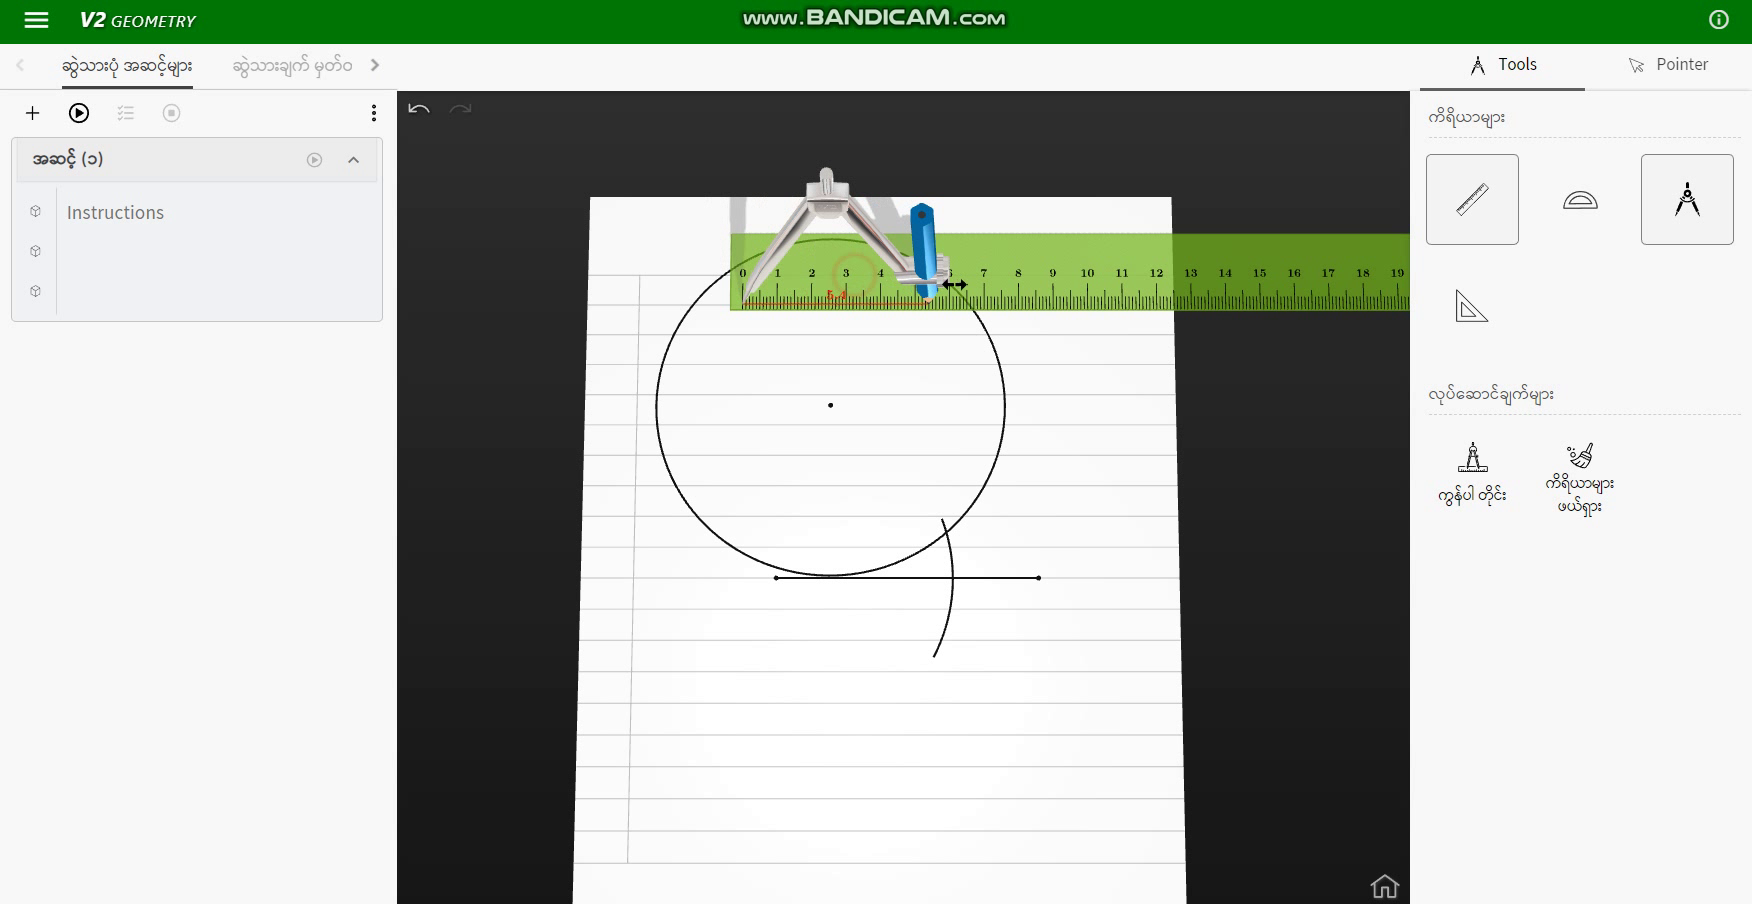 V2 GEOMETRY
www.BANDICAM.com
ဆွဲသားပုံ အဆင့်များ
ဆွဲသားချက် မှတ်ဝ
Tools
Pointer
အဆင့် (၁)
Instructions
ကိရိယာများ
0 1 2 3 4 6 7 8 9 10 11 12 13 14 15 16 17 18 19
5.4
လုပ်ဆောင်ချက်များ
ကွန်ပါ တိုင်း
ကိရိယာများ
ဖယ်ရှား